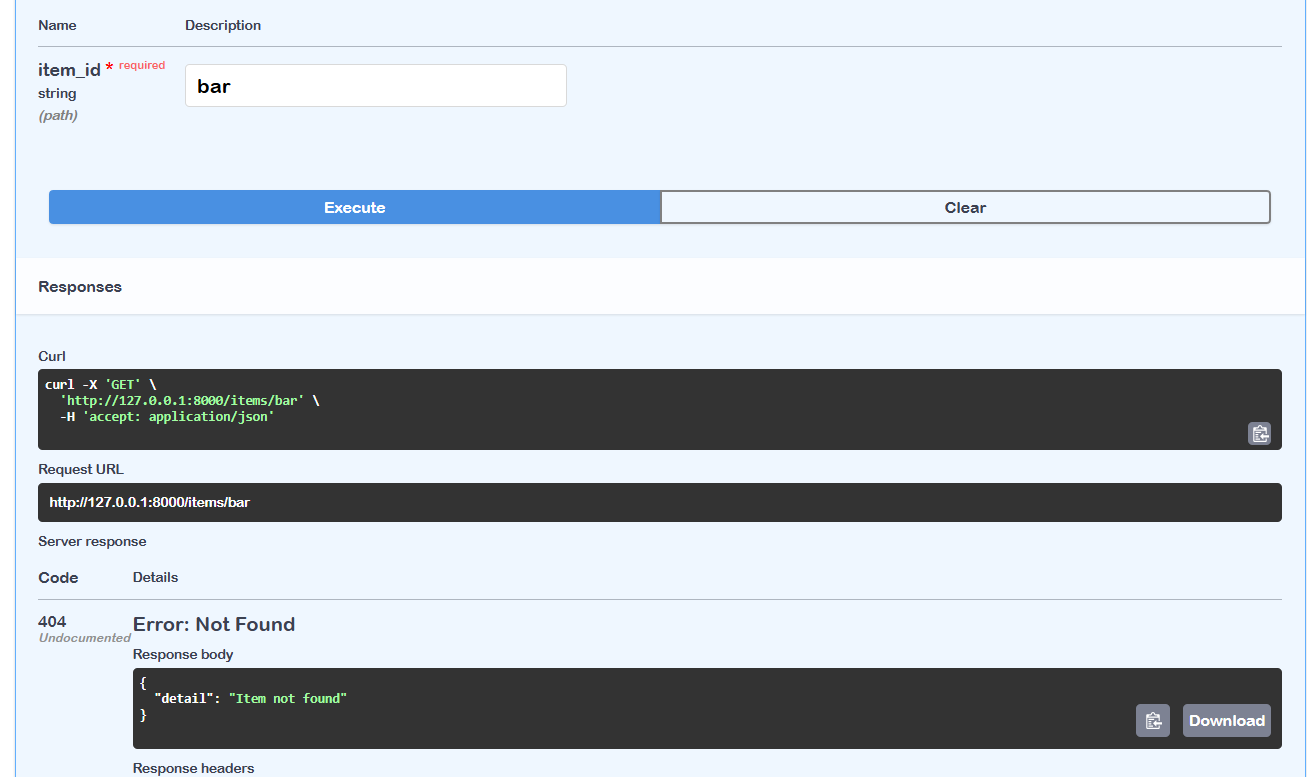 Name Description
item_id * required
string
(path)
bar
Execute Clear
Responses
Curl
curl -X 'GET' \
  'http://127.0.0.1:8000/items/bar' \
  -H 'accept: application/json'
Request URL
http://127.0.0.1:8000/items/bar
Server response
Code Details
404
Undocumented
Error: Not Found
Response body
{
  "detail": "Item not found"
}
Download
Response headers